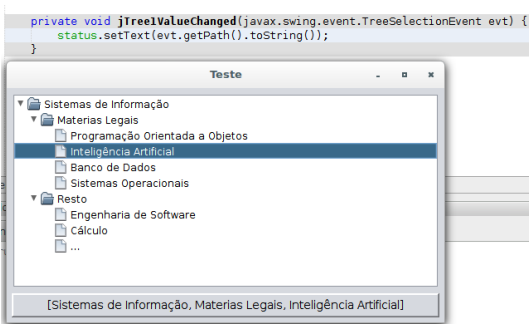 private void jTree1ValueChanged(javax.swing.event.TreeSelectionEvent evt) {
status.setText(evt.getPath().toString());
}
Teste
Sistemas de Informação
Materias Legais
Programação Orientada a Objetos
Inteligência Artificial
Banco de Dados
Sistemas Operacionais
Resto
Engenharia de Software
Cálculo
...
[Sistemas de Informação, Materias Legais, Inteligência Artificial]